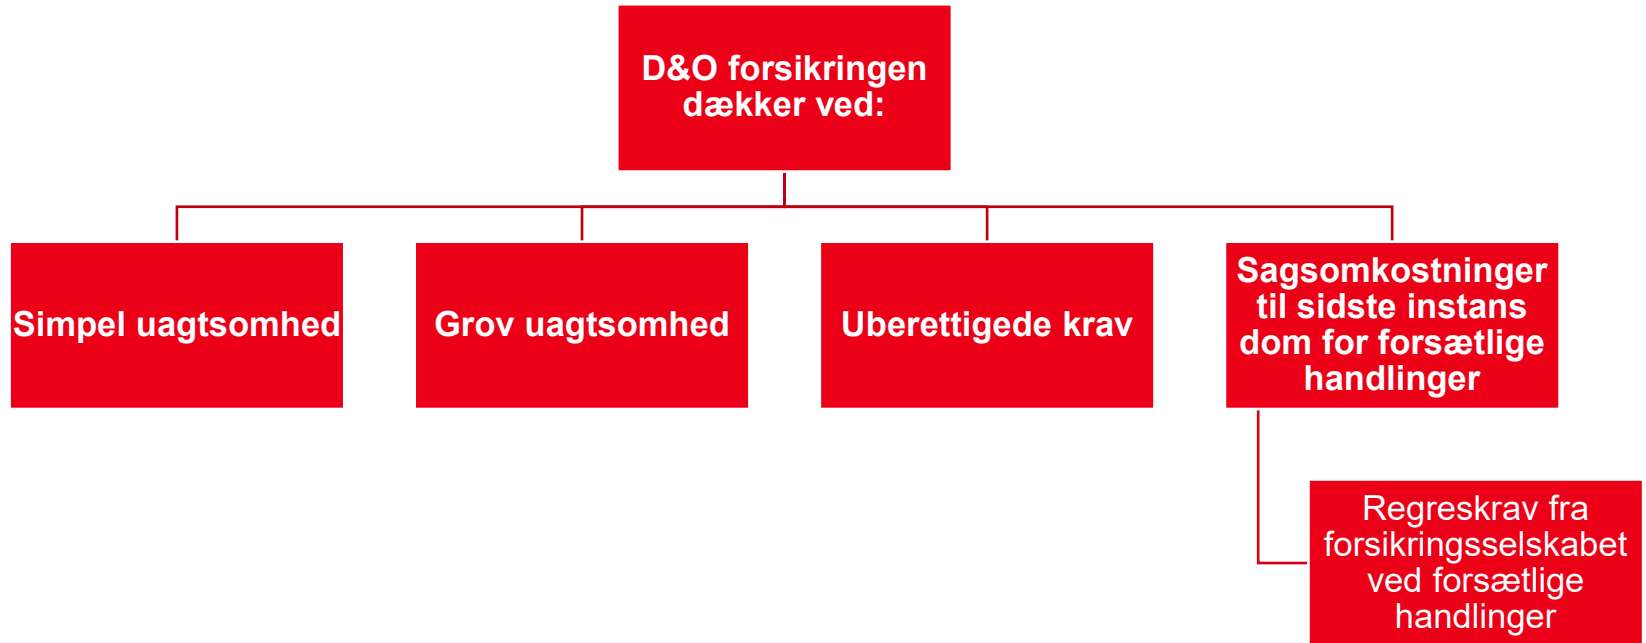 D&O forsikringen
dækker ved:
Simpel uagtsomhed
Grov uagtsomhed
Uberettigede krav
Sagsomkostninger
til sidste instans
dom for forsætlige
handlinger
Regreskrav fra
forsikringsselskabet
ved forsætlige
handlinger